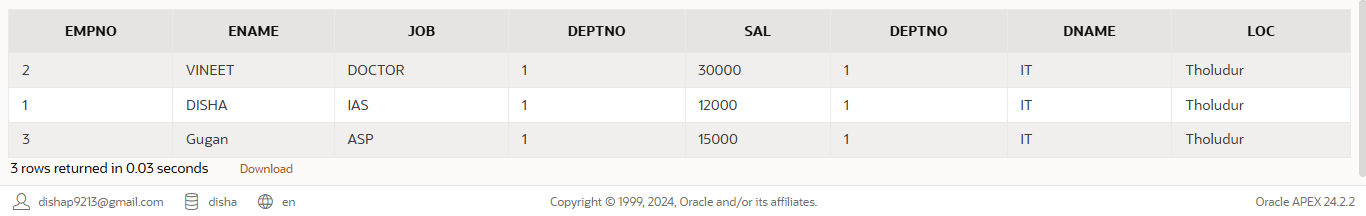 EMPNO ENAME JOB DEPTNO SAL DEPTNO DNAME LOC
2 VINEET DOCTOR 1 30000 1 IT Tholudur
1 DISHA IAS 1 12000 1 IT Tholudur
3 Gugan ASP 1 15000 1 IT Tholudur
3 rows returned in 0.03 seconds Download
dishap9213@gmail.com disha en Copyright © 1999, 2024, Oracle and/or its affiliates. Oracle APEX 24.2.2